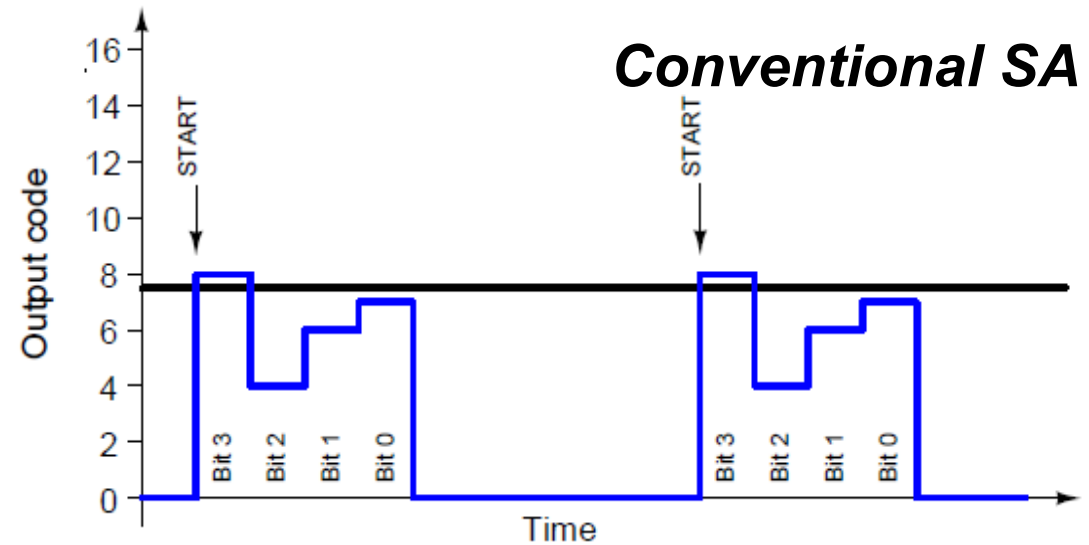 Conventional SA
Output code
16
14
12
10
8
6
4
2
0
START
START
Bit 3
Bit 2
Bit 1
Bit 0
Bit 3
Bit 2
Bit 1
Bit 0
Time